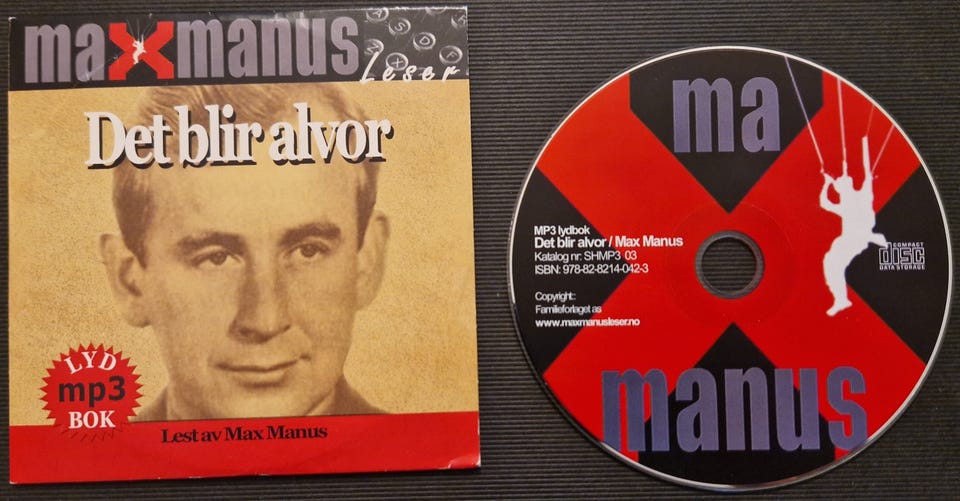 maXmanus
ASDF
ZX
Leser
Det blir alvor
LYD
mp3
BOK
Lest av Max Manus
ma
X
manus
MP3 lydbok
Det blir alvor / Max Manus
Katalog nr: SHMP3 03
ISBN: 978-82-8214-042-3
Copyright:
Familieforlaget as
www.maxmanusleser.no
COMPACT
disc
DATA STORAGE